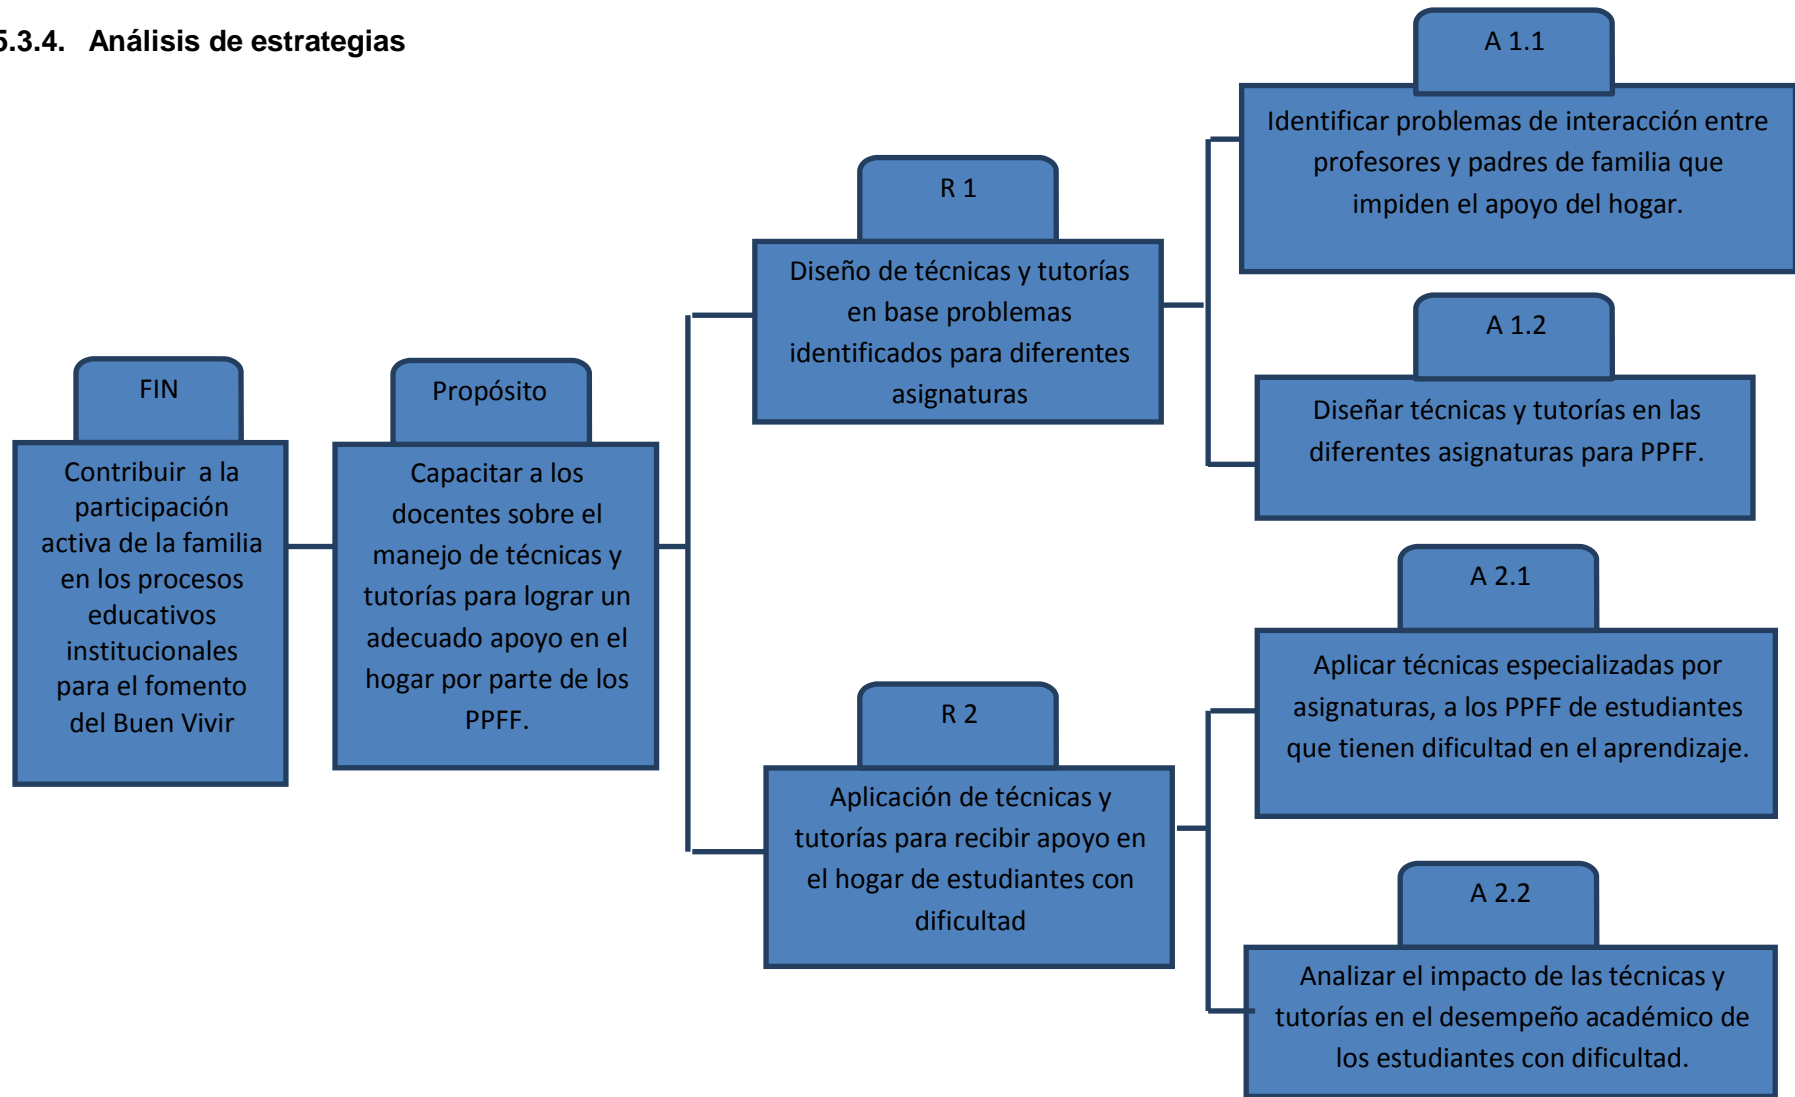 5.3.4. Análisis de estrategias
FIN
Contribuir a la
participación
activa de la familia
en los procesos
educativos
institucionales
para el fomento
del Buen Vivir
Propósito
Capacitar a los
docentes sobre el
manejo de técnicas y
tutorías para lograr un
adecuado apoyo en el
hogar por parte de los
PPFF.
R 1
Diseño de técnicas y tutorías
en base problemas
identificados para diferentes
asignaturas
A 1.1
Identificar problemas de interacción entre
profesores y padres de familia que
impiden el apoyo del hogar.
A 1.2
Diseñar técnicas y tutorías en las
diferentes asignaturas para PPFF.
R 2
Aplicación de técnicas y
tutorías para recibir apoyo en
el hogar de estudiantes con
dificultad
A 2.1
Aplicar técnicas especializadas por
asignaturas, a los PPFF de estudiantes
que tienen dificultad en el aprendizaje.
A 2.2
Analizar el impacto de las técnicas y
tutorías en el desempeño académico de
los estudiantes con dificultad.